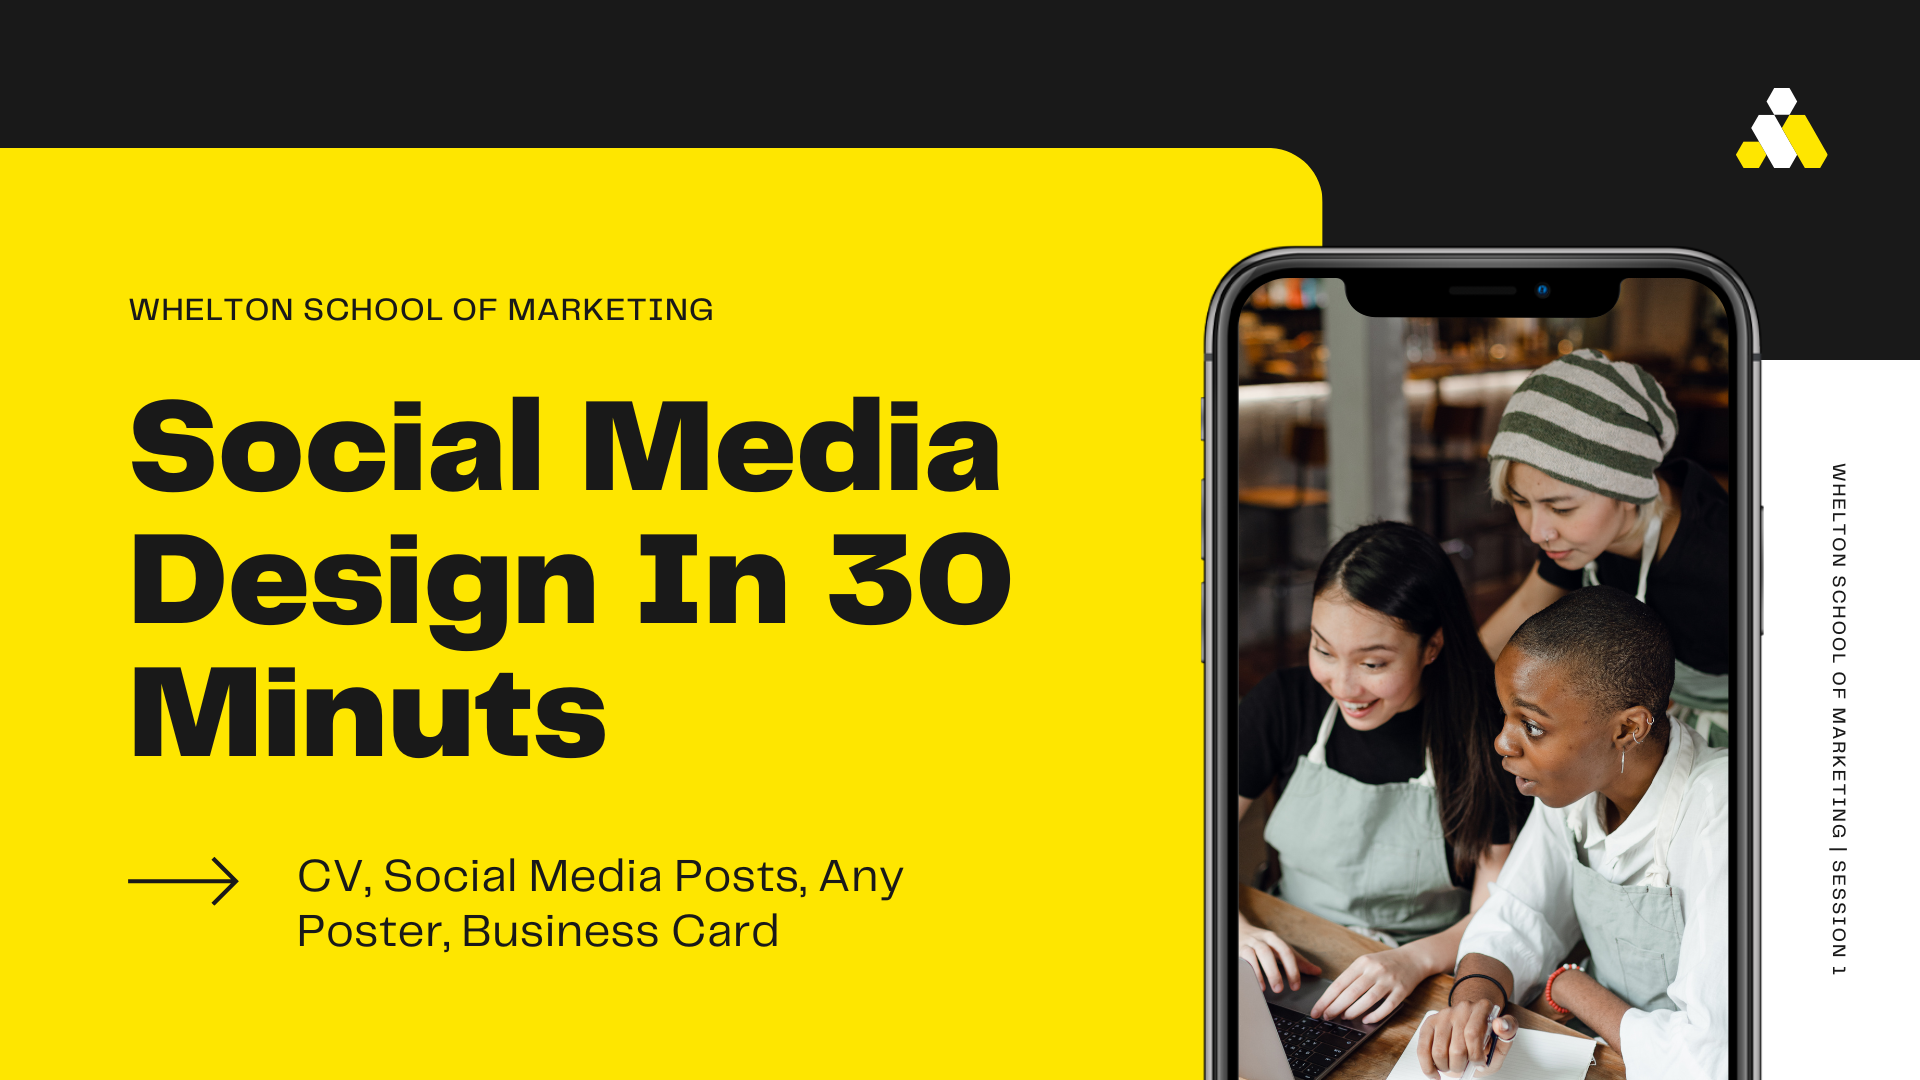 WHELTON SCHOOL OF MARKETING
Social Media
Design In 30
Minuts
CV, Social Media Posts, Any
Poster, Business Card
WHELTON SCHOOL OF MARKETING | SESSION 1